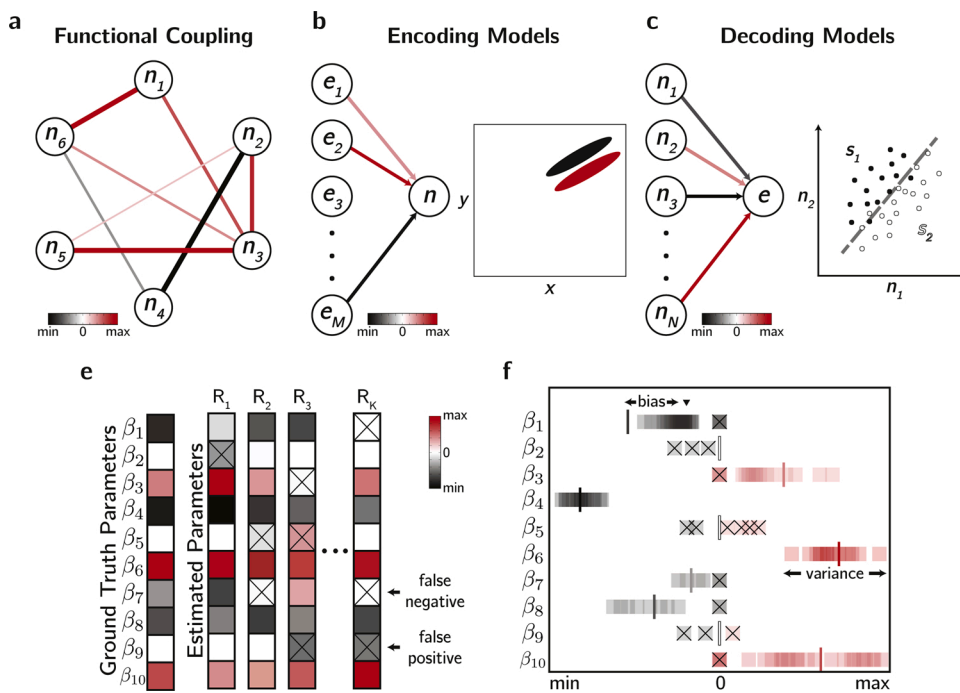 a Functional Coupling
b Encoding Models
c Decoding Models
n1
n2
n3
n4
n5
n6
min 0 max
e1
e2
e3
eM
n
y
x
min 0 max
n1
n2
n3
nN
e
min 0 max
s1
s2
n2
n1
e
Ground Truth Parameters
Estimated Parameters
R1 R2 R3 RK
β1
β2
β3
β4
β5
β6
β7
β8
β9
β10
max
0
min
false negative
false positive
f
bias
variance
β1
β2
β3
β4
β5
β6
β7
β8
β9
β10
min 0 max